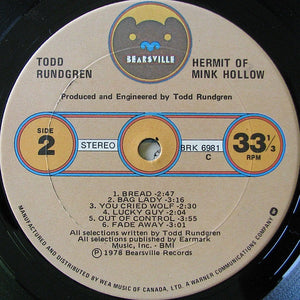 TODD
RUNDGREN
BEARSVILLE
HERMIT OF
MINK HOLLOW
Produced and Engineered by Todd Rundgren
SIDE
2
STEREO
BRK 6981
C
33 1/3
RPM
1. BREAD -2:47
2. BAG LADY -3:16
3. YOU CRIED WOLF -2:30
4. LUCKY GUY -2:04
5. OUT OF CONTROL -3:55
6. FADE AWAY -3:01
All selections written by Todd Rundgren
All selections published by Earmark
Music, Inc. - BMI
℗ 1978 Bearsville Records
MANUFACTURED AND DISTRIBUTED BY WEA MUSIC OF CANADA, LTD. A WARNER COMMUNICATIONS COMPANY